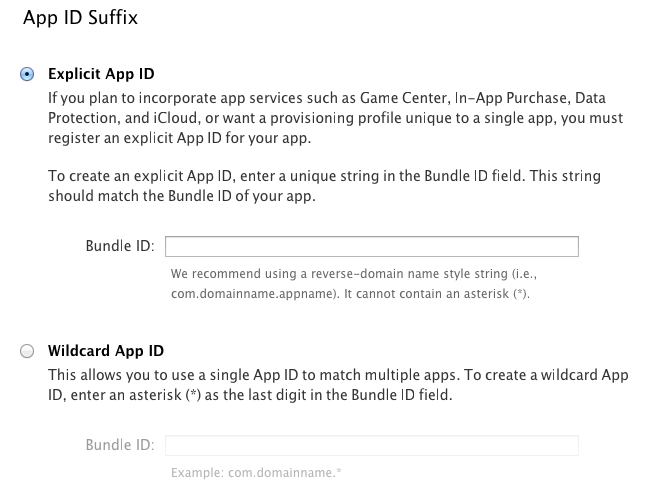 App ID Suffix
Explicit App ID
If you plan to incorporate app services such as Game Center, In-App Purchase, Data
Protection, and iCloud, or want a provisioning profile unique to a single app, you must
register an explicit App ID for your app.
To create an explicit App ID, enter a unique string in the Bundle ID field. This string
should match the Bundle ID of your app.
Bundle ID:
We recommend using a reverse-domain name style string (i.e.,
com.domainname.appname). It cannot contain an asterisk (*).
Wildcard App ID
This allows you to use a single App ID to match multiple apps. To create a wildcard App
ID, enter an asterisk (*) as the last digit in the Bundle ID field.
Bundle ID:
Example: com.domainname.*